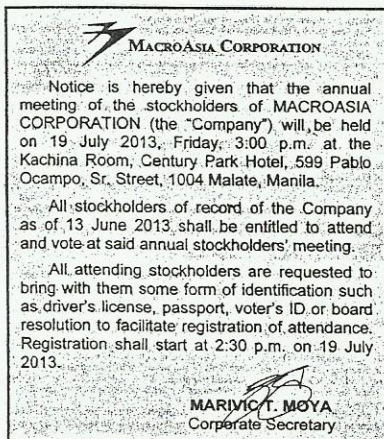 MACROASIA CORPORATION
Notice is hereby given that the annual
meeting of the stockholders of MACROASIA
CORPORATION (the "Company") will be held
on 19 July 2013, Friday, 3:00 p.m. at the
Kachina Room, Century Park Hotel, 599 Pablo
Ocampo, Sr. Street, 1004 Malate, Manila.
All stockholders of record of the Company
as of 13 June 2013 shall be entitled to attend
and vote at said annual stockholders' meeting.
All attending stockholders are requested to
bring with them some form of identification such
as driver's license, passport, voter's ID or board
resolution to facilitate registration of attendance.
Registration shall start at 2:30 p.m. on 19 July
2013.
MARIVIC T. MOYA
Corporate Secretary